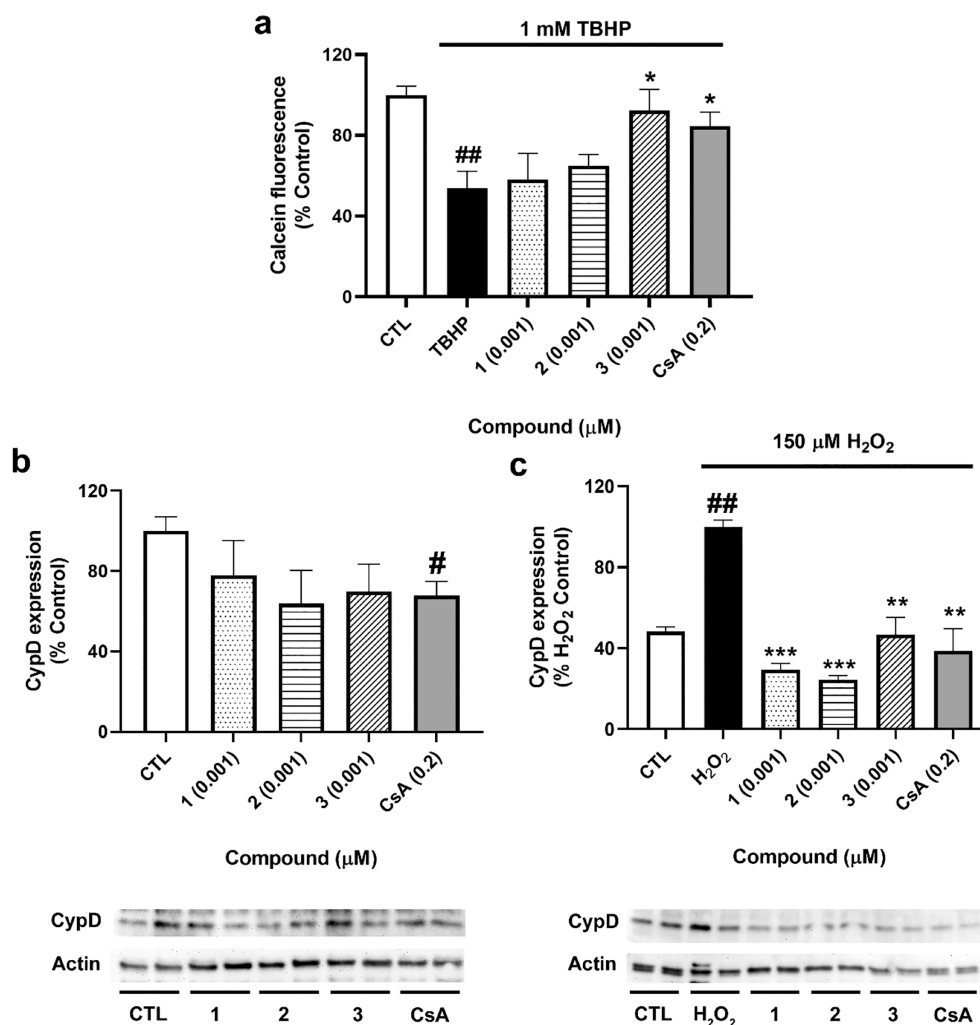 a
1 mM TBHP
Calcein fluorescence
(% Control)
120
80
40
0
##
*
*
CTL
TBHP
1 (0.001)
2 (0.001)
3 (0.001)
CsA (0.2)
Compound (μM)
b
CypD expression
(% Control)
120
80
40
0
#
CTL
1 (0.001)
2 (0.001)
3 (0.001)
CsA (0.2)
Compound (μM)
CypD
Actin
CTL 1 2 3 CsA
c
150 μM H₂O₂
CypD expression
(% H₂O₂ Control)
120
80
40
0
##
***
***
**
**
CTL
H₂O₂
1 (0.001)
2 (0.001)
3 (0.001)
CsA (0.2)
Compound (μM)
CypD
Actin
CTL H₂O₂ 1 2 3 CsA